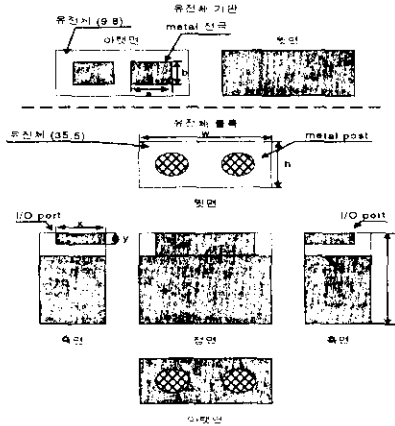 유전체 기판
유전체 (9.8)
metal 전극
아랫면
윗면
b
a
유전체 블록
유전체 (35.5)
w
metal post
h
윗면
I/O port
x
y
I/O port
측면
정면
측면
아랫면